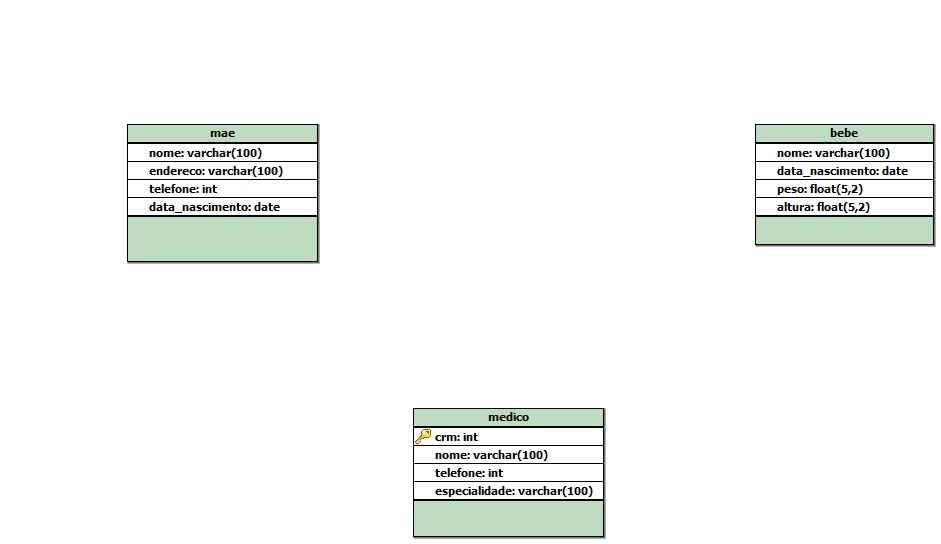 mae
nome: varchar(100)
endereco: varchar(100)
telefone: int
data_nascimento: date
bebe
nome: varchar(100)
data_nascimento: date
peso: float(5,2)
altura: float(5,2)
medico
crm: int
nome: varchar(100)
telefone: int
especialidade: varchar(100)